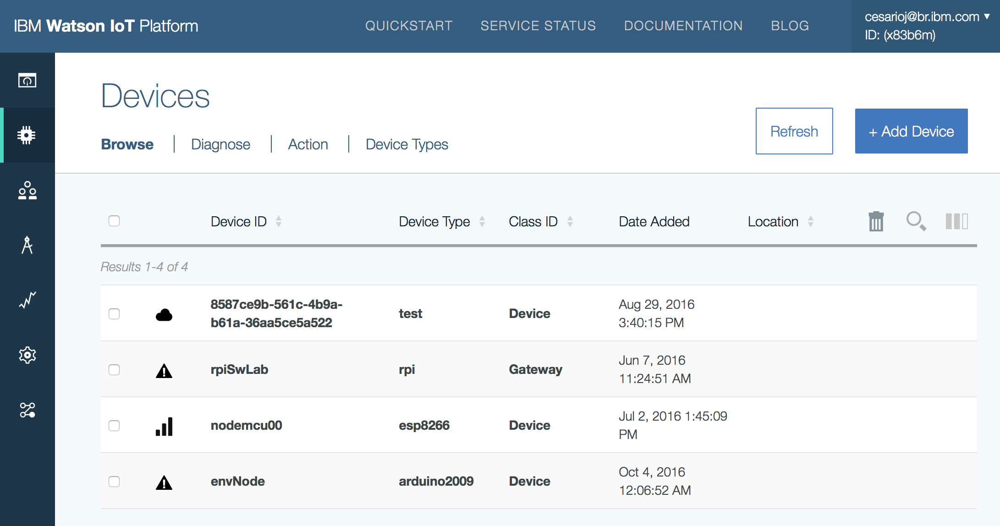 IBM Watson IoT Platform
QUICKSTART
SERVICE STATUS
DOCUMENTATION
BLOG
cesarioj@br.ibm.com
ID: (x83b6m)
Devices
Browse
Diagnose
Action
Device Types
Refresh
+ Add Device
Device ID
Device Type
Class ID
Date Added
Location
Results 1-4 of 4
8587ce9b-561c-4b9a-
b61a-36aa5ce5a522
test
Device
Aug 29, 2016
3:40:15 PM
rpiSwLab
rpi
Gateway
Jun 7, 2016
11:24:51 AM
nodemcu00
esp8266
Device
Jul 2, 2016 1:45:09
PM
envNode
arduino2009
Device
Oct 4, 2016
12:06:52 AM